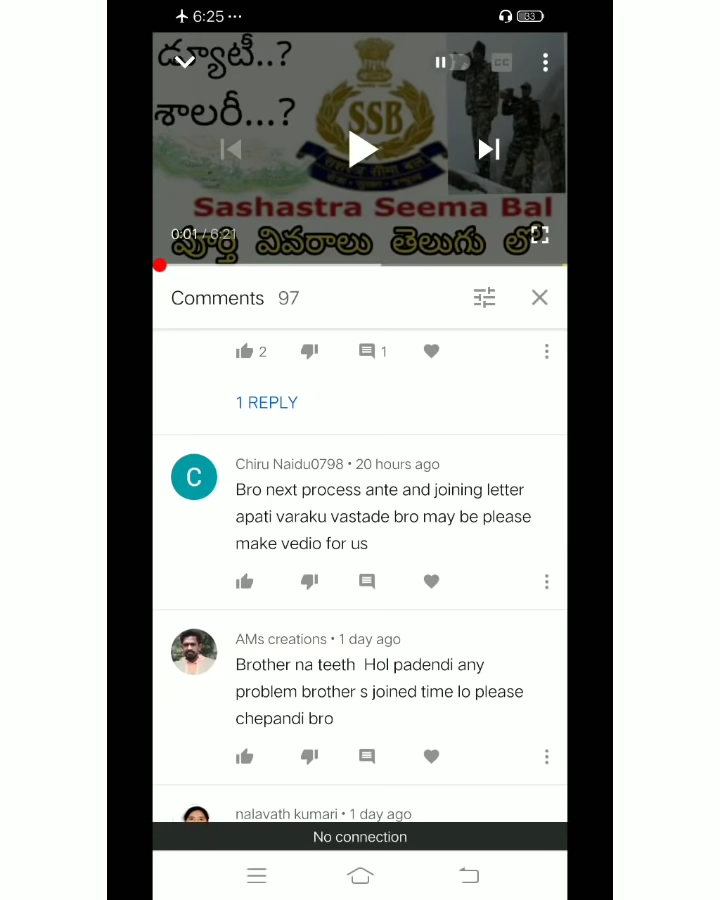 6:25 ...
83
డ్యూటీ..?
CC
శాలరీ...?
SSB
Sashastra Seema Bal
0:01 / 6:21
పూర్తి వివరాలు తెలుగు లో
Comments 97
2
1
1 REPLY
C
Chiru Naidu0798 • 20 hours ago
Bro next process ante and joining letter
apati varaku vastade bro may be please
make vedio for us
AMs creations • 1 day ago
Brother na teeth Hol padendi any
problem brother s joined time lo please
chepandi bro
nalavath kumari • 1 day ago
No connection